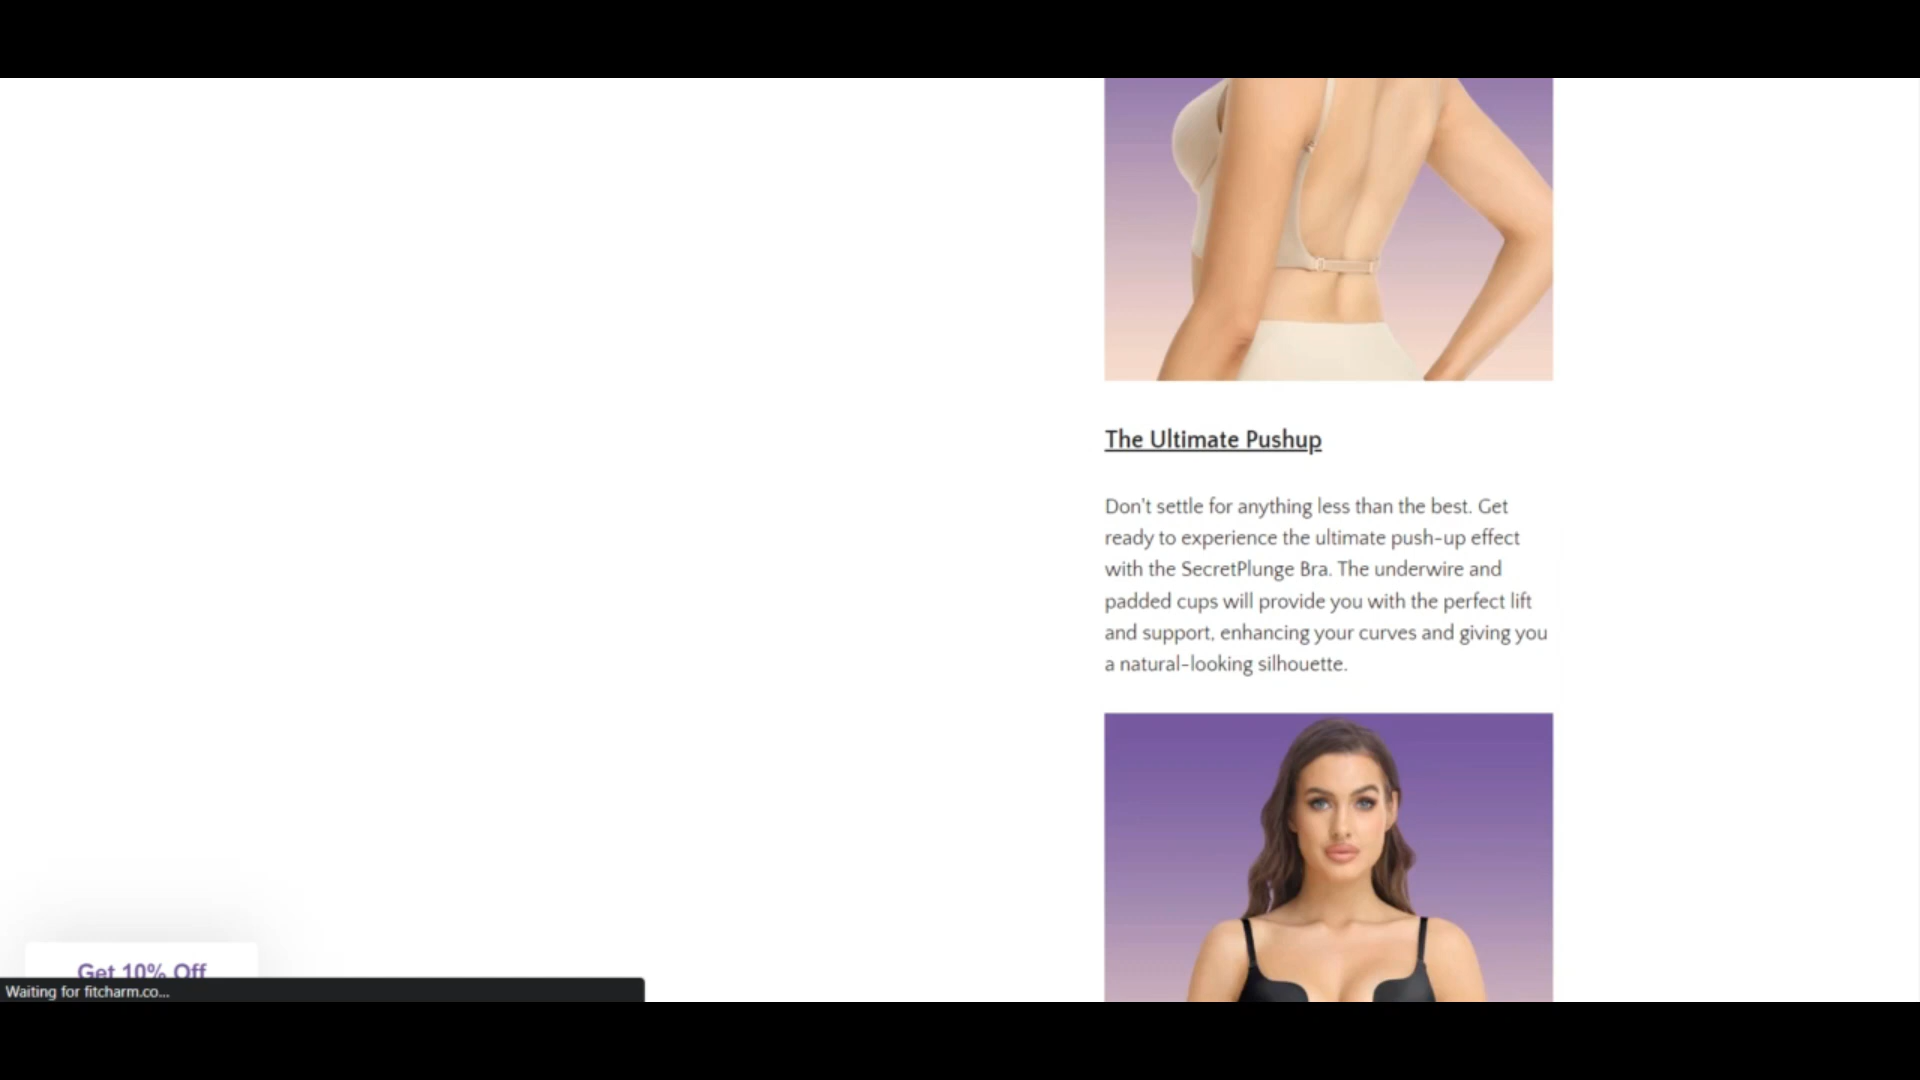 The Ultimate Pushup
Don't settle for anything less than the best. Get
ready to experience the ultimate push-up effect
with the SecretPlunge Bra. The underwire and
padded cups will provide you with the perfect lift
and support, enhancing your curves and giving you
a natural-looking silhouette.
Get 10% Off
Waiting for fitcharm.co...